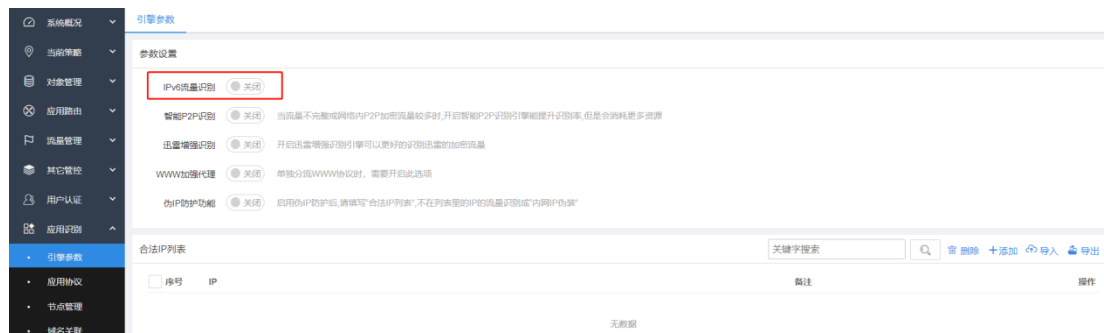 系统概况
当前策略
对象管理
应用路由
流量管理
其它管控
用户认证
应用识别
引擎参数
应用协议
节点管理
域名关联
引擎参数
参数设置
IPv6流量识别 关闭
智能P2P识别 关闭 当流量不完整或网络内P2P加密流量较多时,开启智能P2P识别引擎能提升识别率,但是会消耗更多资源
迅雷增强识别 关闭 开启迅雷增强识别引擎可以更好的识别迅雷的加密流量
WWW加强代理 关闭 单独分流WWW协议时，需要开启此选项
伪IP防护功能 关闭 启用伪IP防护后,请填写"合法IP列表",不在列表里的IP的流量识别成"内网IP伪装"
合法IP列表 关键字搜索 删除 添加 导入 导出
序号 IP 备注 操作
无数据